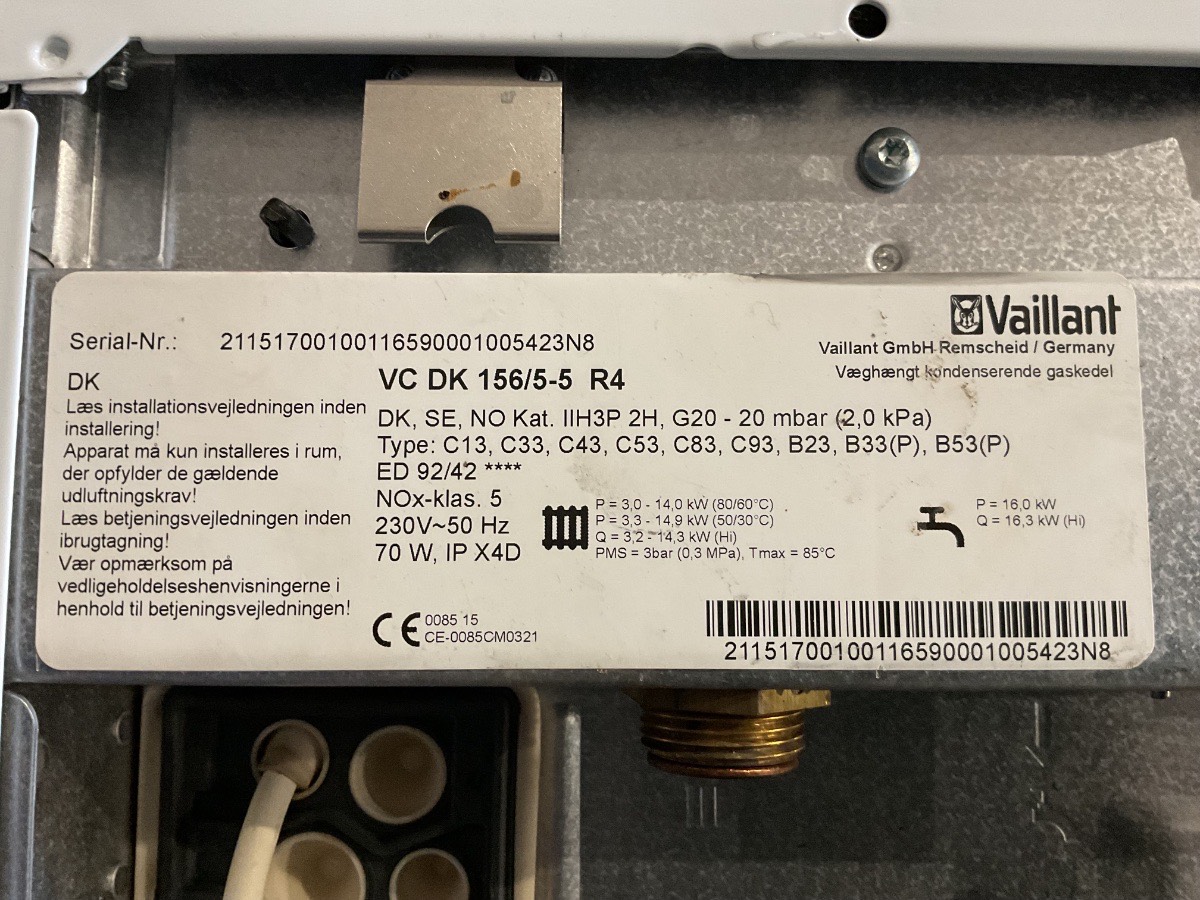 Vaillant
Serial-Nr.: 21151700100116590001005423N8
Vaillant GmbH Remscheid / Germany
Væghængt kondenserende gaskedel
DK
VC DK 156/5-5 R4
Læs installationsvejledningen inden
installering!
Apparat må kun installeres i rum,
der opfylder de gældende
udluftningskrav!
Læs betjeningsvejledningen inden
ibrugtagning!
Vær opmærksom på
vedligeholdelseshenvisningerne i
henhold til betjeningsvejledningen!
DK, SE, NO Kat. IIH3P 2H, G20 - 20 mbar (2,0 kPa)
Type: C13, C33, C43, C53, C83, C93, B23, B33(P), B53(P)
ED 92/42 ****
NOx-klas. 5
230V~50 Hz
70 W, IP X4D
P = 3,0 - 14,0 kW (80/60°C)
P = 3,3 - 14,9 kW (50/30°C)
Q = 3,2 - 14,3 kW (Hi)
PMS = 3bar (0,3 MPa), Tmax = 85°C
P = 16,0 kW
Q = 16,3 kW (Hi)
CE 0085 15
CE-0085CM0321
21151700100116590001005423N8